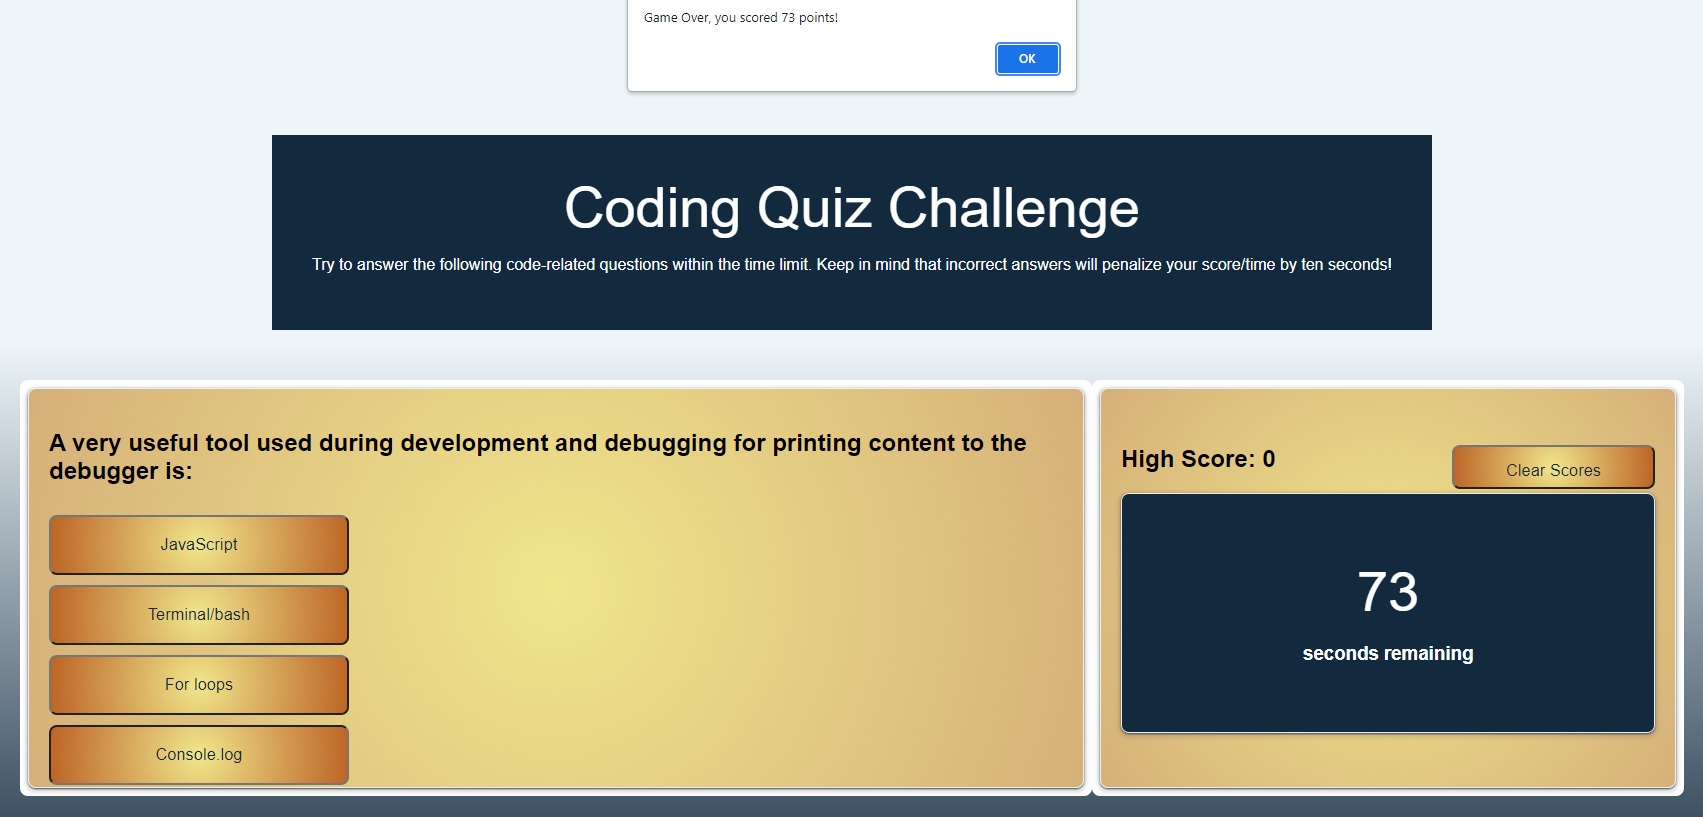 Game Over, you scored 73 points!
OK
Coding Quiz Challenge
Try to answer the following code-related questions within the time limit. Keep in mind that incorrect answers will penalize your score/time by ten seconds!
A very useful tool used during development and debugging for printing content to the
debugger is:
JavaScript
Terminal/bash
For loops
Console.log
High Score: 0
Clear Scores
73
seconds remaining